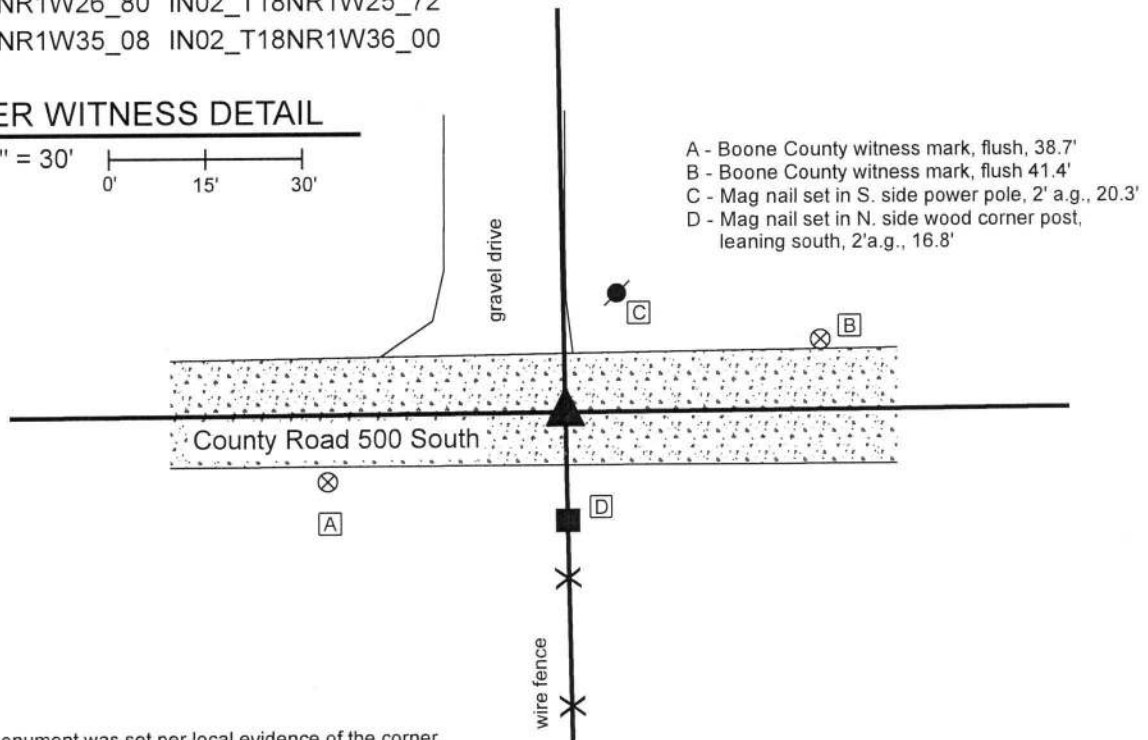 NR1W26_80 IN02_T18NR1W25_72
NR1W35_08 IN02_T18NR1W36_00
ER WITNESS DETAIL
" = 30'
0' 15' 30'
A - Boone County witness mark, flush, 38.7'
B - Boone County witness mark, flush 41.4'
C - Mag nail set in S. side power pole, 2' a.g., 20.3'
D - Mag nail set in N. side wood corner post,
leaning south, 2'a.g., 16.8'
gravel drive
C
B
County Road 500 South
A
D
wire fence
onument was set per local evidence of the corner